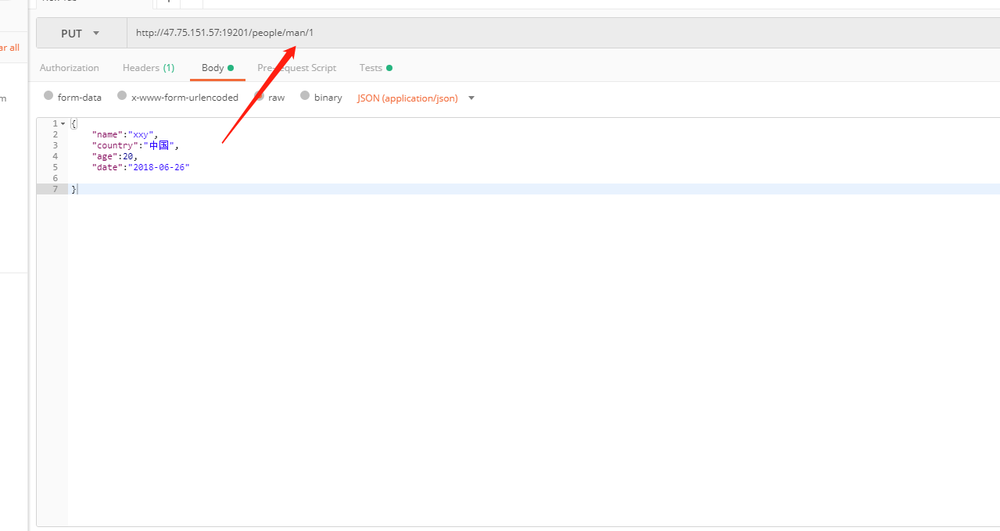 PUT http://47.75.151.57:19201/people/man/1
ar all
Authorization Headers (1) Body Pre-request Script Tests
m
form-data x-www-form-urlencoded raw binary JSON (application/json)
1 {
2 "name":"xxy",
3 "country":"中国",
4 "age":20,
5 "date":"2018-06-26"
6
7 }